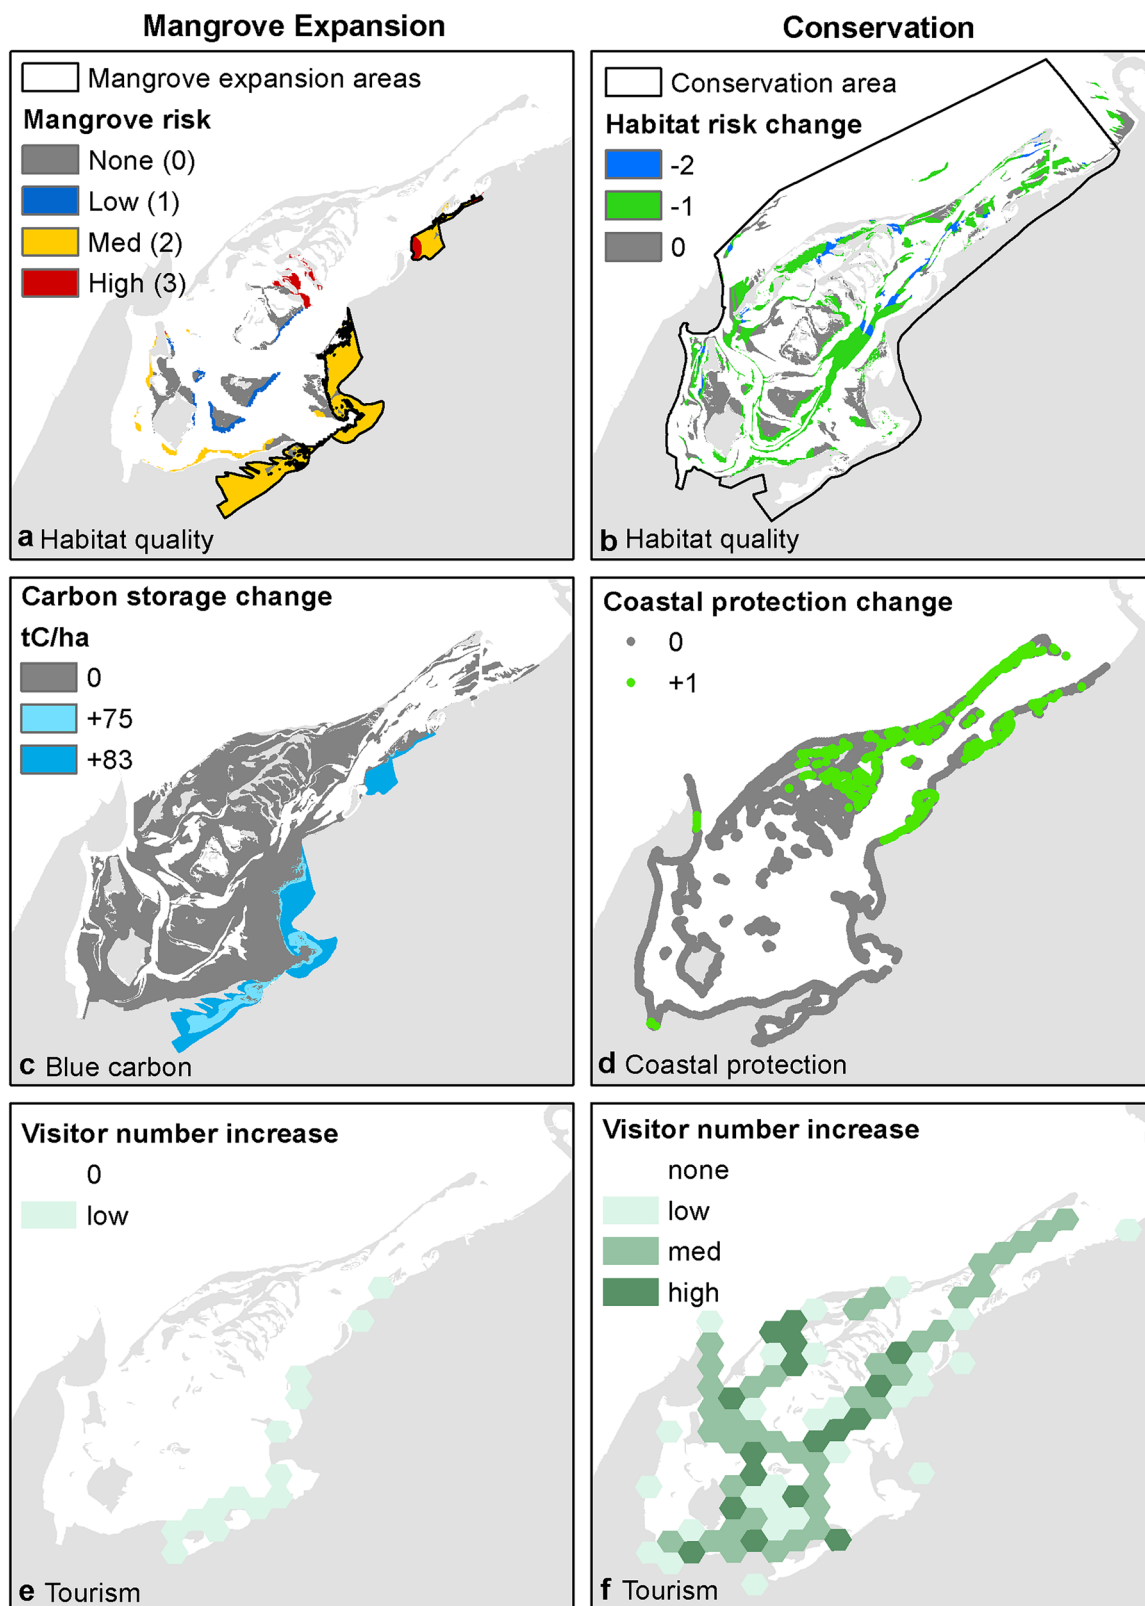 Mangrove Expansion
Conservation
Mangrove expansion areas
Mangrove risk
None (0)
Low (1)
Med (2)
High (3)
a Habitat quality
Conservation area
Habitat risk change
-2
-1
0
b Habitat quality
Carbon storage change
tC/ha
0
+75
+83
c Blue carbon
Coastal protection change
0
+1
d Coastal protection
Visitor number increase
0
low
e Tourism
Visitor number increase
none
low
med
high
f Tourism